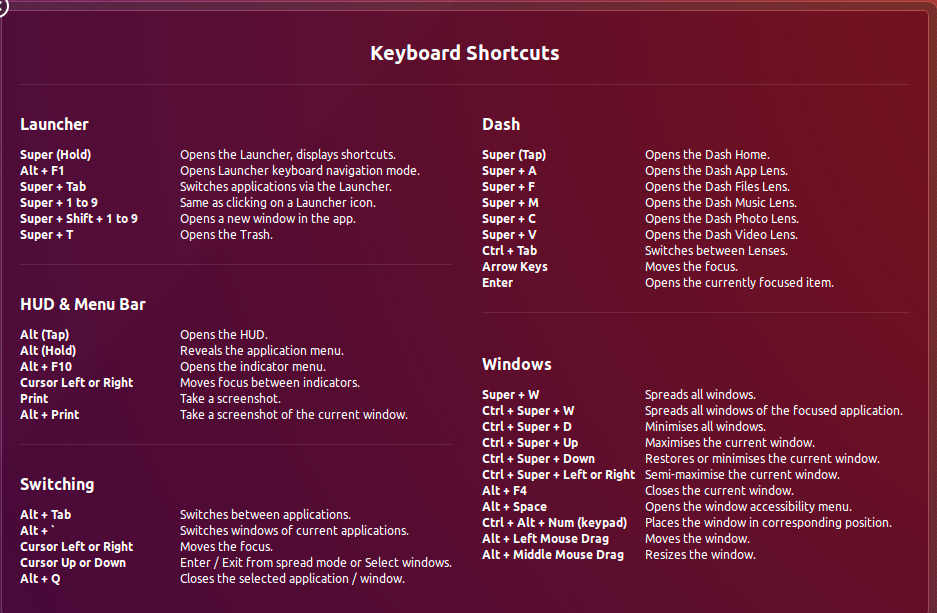 Keyboard Shortcuts
Launcher
Super (Hold) Opens the Launcher, displays shortcuts.
Alt + F1 Opens Launcher keyboard navigation mode.
Super + Tab Switches applications via the Launcher.
Super + 1 to 9 Same as clicking on a Launcher icon.
Super + Shift + 1 to 9 Opens a new window in the app.
Super + T Opens the Trash.
HUD & Menu Bar
Alt (Tap) Opens the HUD.
Alt (Hold) Reveals the application menu.
Alt + F10 Opens the indicator menu.
Cursor Left or Right Moves focus between indicators.
Print Take a screenshot.
Alt + Print Take a screenshot of the current window.
Switching
Alt + Tab Switches between applications.
Alt + ` Switches windows of current applications.
Cursor Left or Right Moves the focus.
Cursor Up or Down Enter / Exit from spread mode or Select windows.
Alt + Q Closes the selected application / window.
Dash
Super (Tap) Opens the Dash Home.
Super + A Opens the Dash App Lens.
Super + F Opens the Dash Files Lens.
Super + M Opens the Dash Music Lens.
Super + C Opens the Dash Photo Lens.
Super + V Opens the Dash Video Lens.
Ctrl + Tab Switches between Lenses.
Arrow Keys Moves the focus.
Enter Opens the currently focused item.
Windows
Super + W Spreads all windows.
Ctrl + Super + W Spreads all windows of the focused application.
Ctrl + Super + D Minimises all windows.
Ctrl + Super + Up Maximises the current window.
Ctrl + Super + Down Restores or minimises the current window.
Ctrl + Super + Left or Right Semi-maximise the current window.
Alt + F4 Closes the current window.
Alt + Space Opens the window accessibility menu.
Ctrl + Alt + Num (keypad) Places the window in corresponding position.
Alt + Left Mouse Drag Moves the window.
Alt + Middle Mouse Drag Resizes the window.